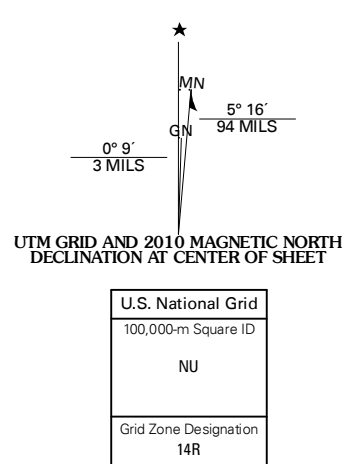 ★
MN
5° 16´
94 MILS
GN
0° 9´
3 MILS
UTM GRID AND 2010 MAGNETIC NORTH
DECLINATION AT CENTER OF SHEET
U.S. National Grid
100,000-m Square ID
NU
Grid Zone Designation
14R